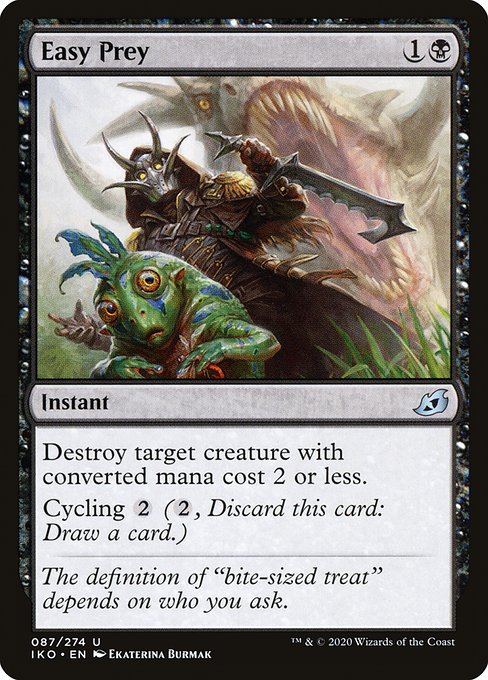 Easy Prey 1
Instant
Destroy target creature with
converted mana cost 2 or less.
Cycling 2 (2, Discard this card:
Draw a card.)
The definition of “bite-sized treat”
depends on who you ask.
087/274 U ™ & © 2020 Wizards of the Coast
IKO • EN Ekaterina Burmak